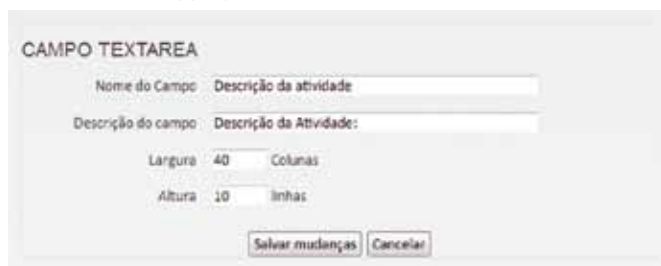 CAMPO TEXTAREA
Nome do Campo Descrição da atividade
Descrição do campo Descrição da Atividade:
Largura 40 Colunas
Altura 10 linhas
Salvar mudanças Cancelar